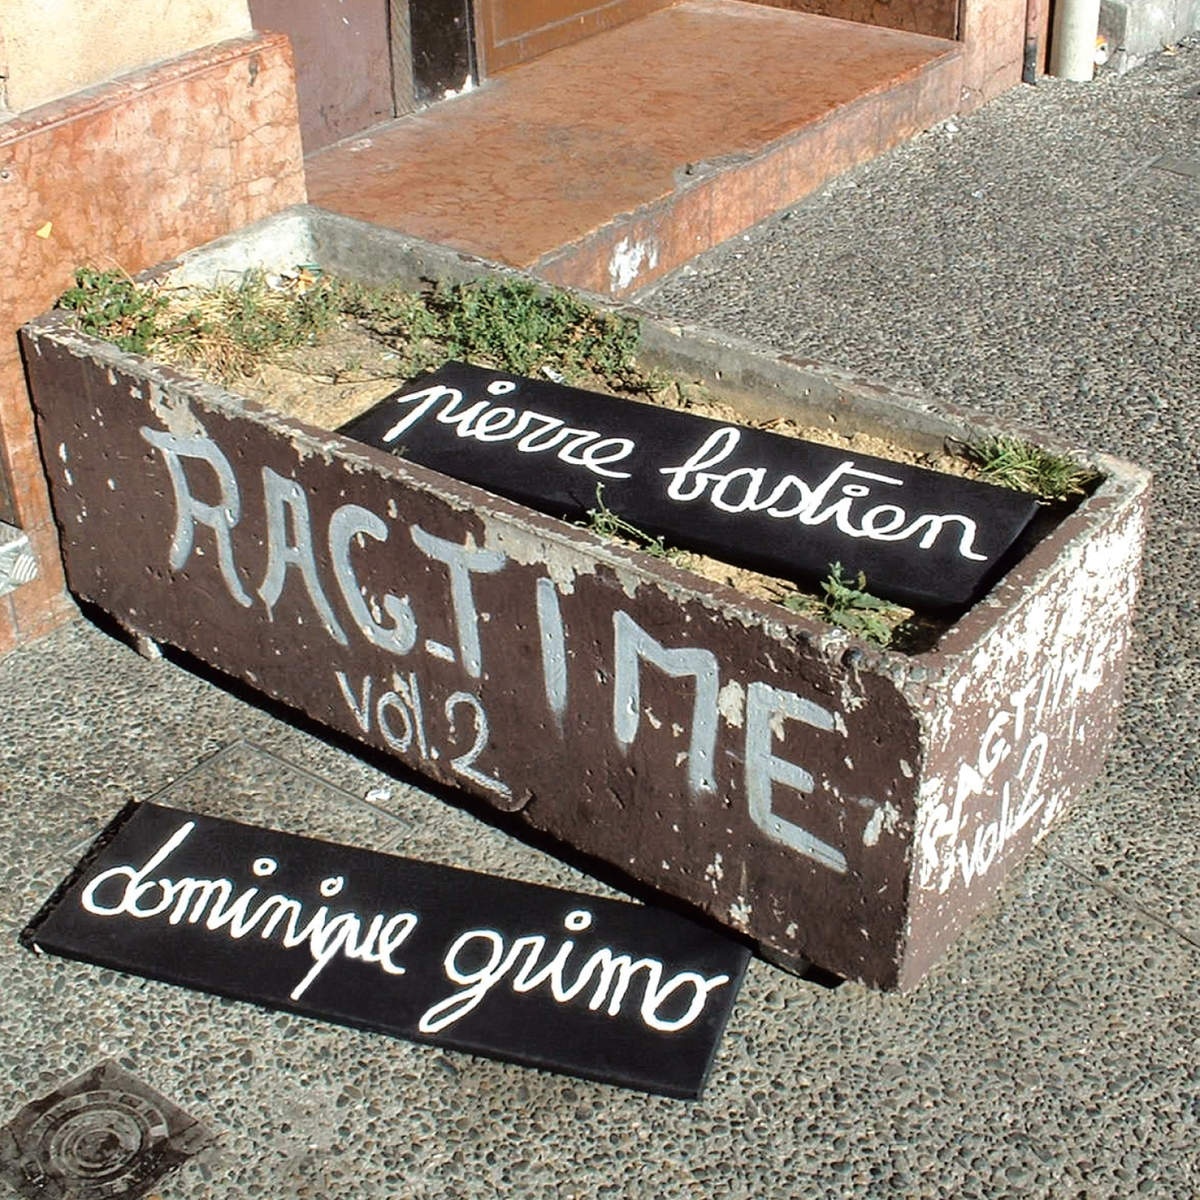 pierre bastien
RAGTIME
VOL.2
RAGTIME
vol.2
dominique grimo